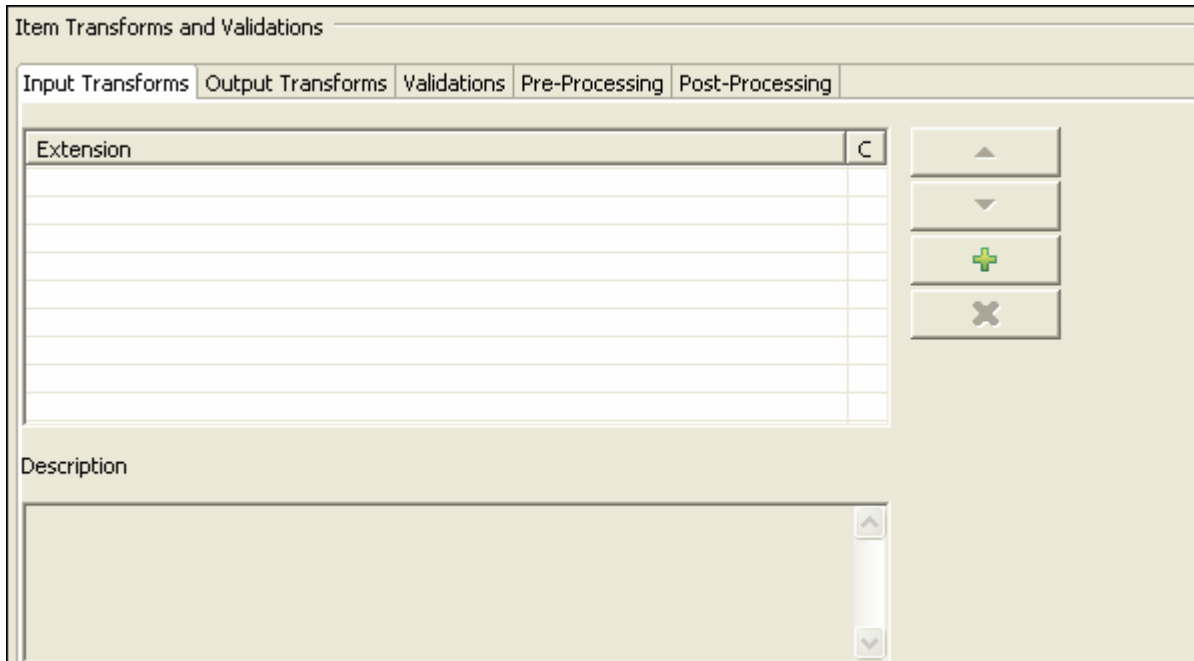 Item Transforms and Validations
Input Transforms Output Transforms Validations Pre-Processing Post-Processing
Extension C
Description